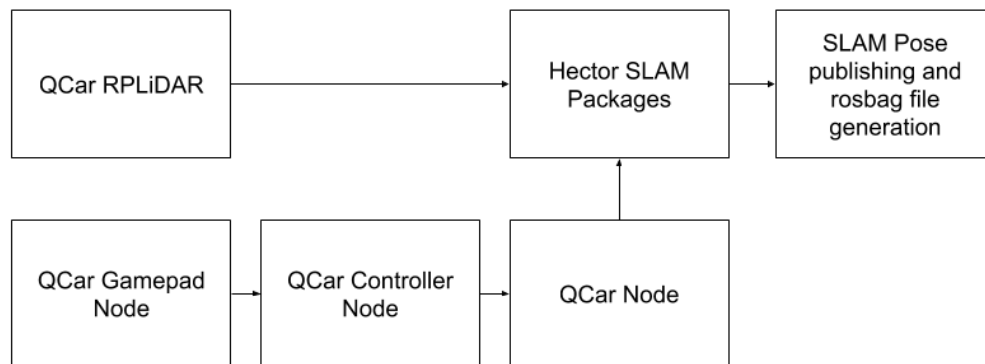 QCar RPLiDAR
Hector SLAM
Packages
SLAM Pose
publishing and
rosbag file
generation
QCar Gamepad
Node
QCar Controller
Node
QCar Node